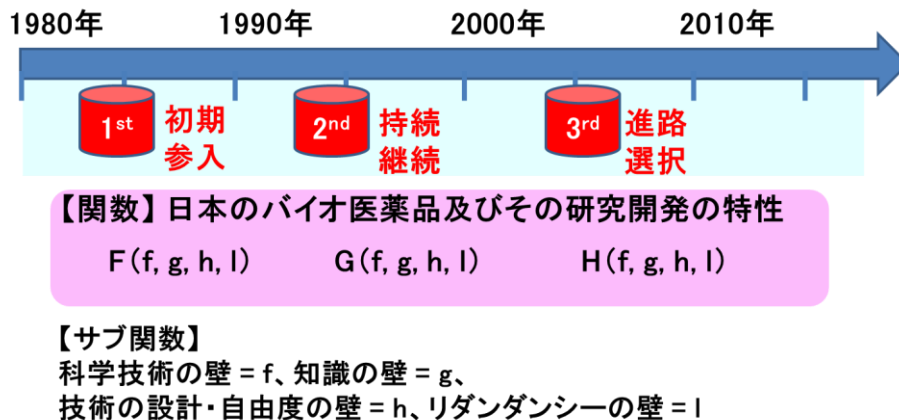 1980年 1990年 2000年 2010年
1st 初期 2nd 持続 3rd 進路
参入 継続 選択
【関数】日本のバイオ医薬品及びその研究開発の特性
F(f, g, h, l) G(f, g, h, l) H(f, g, h, l)
【サブ関数】
科学技術の壁 = f、知識の壁 = g、
技術の設計・自由度の壁 = h、リダンダンシーの壁 = l